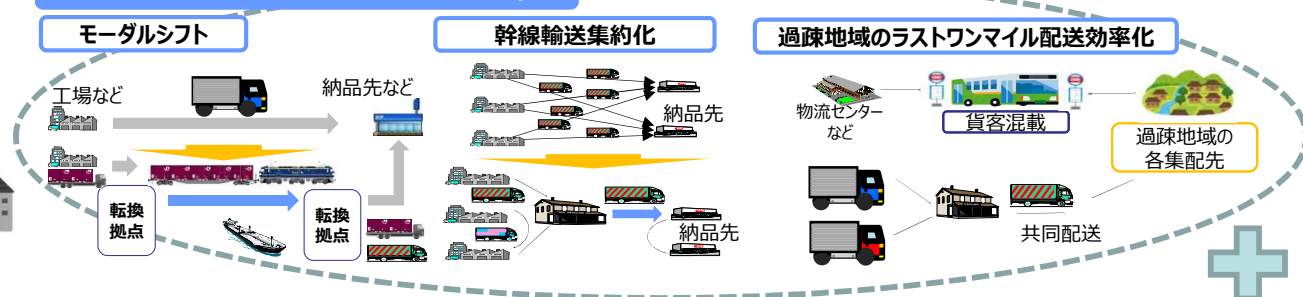 モーダルシフト
幹線輸送集約化
過疎地域のラストワンマイル配送効率化
工場など
納品先など
転換
拠点
転換
拠点
納品先
納品先
物流センター
など
貨客混載
過疎地域の
各集配先
共同配送